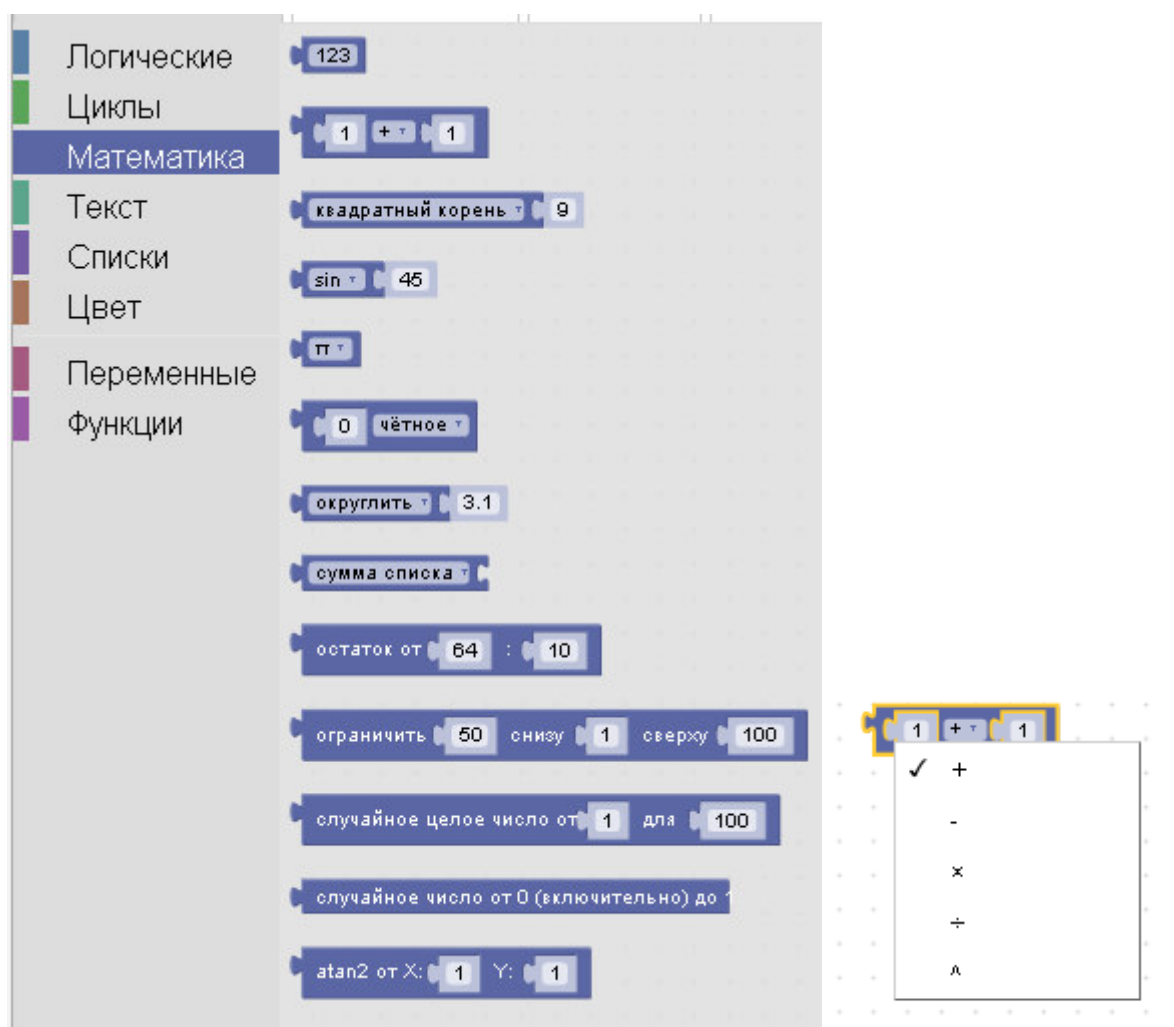 Логические
Циклы
Математика
Текст
Списки
Цвет
Переменные
Функции
123
1 + 1
квадратный корень 9
sin 45
π
0 чётное
округлить 3.1
сумма списка
остаток от 64 : 10
ограничить 50 снизу 1 сверху 100
случайное целое число от 1 для 100
случайное число от 0 (включительно) до 1
atan2 от X: 1 Y: 1
1 + 1
✓ +
-
×
÷
^